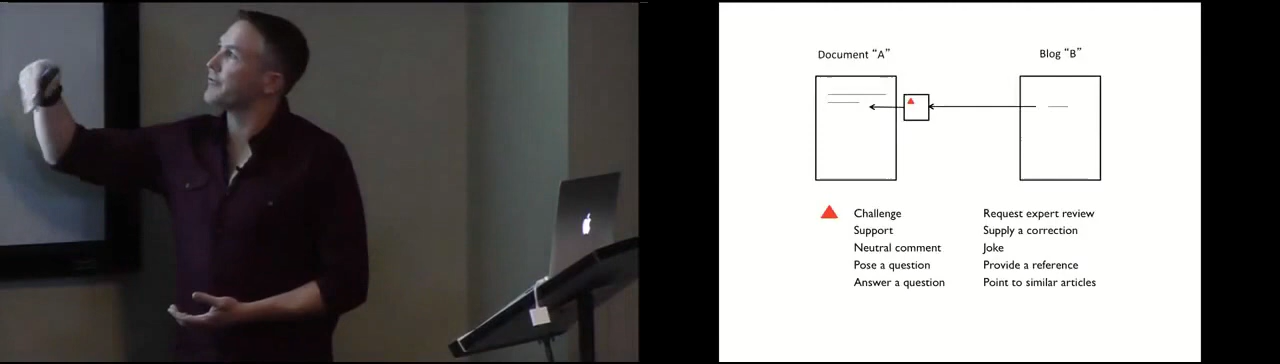 Document “A”
Blog “B”
Challenge
Support
Neutral comment
Pose a question
Answer a question
Request expert review
Supply a correction
Joke
Provide a reference
Point to similar articles